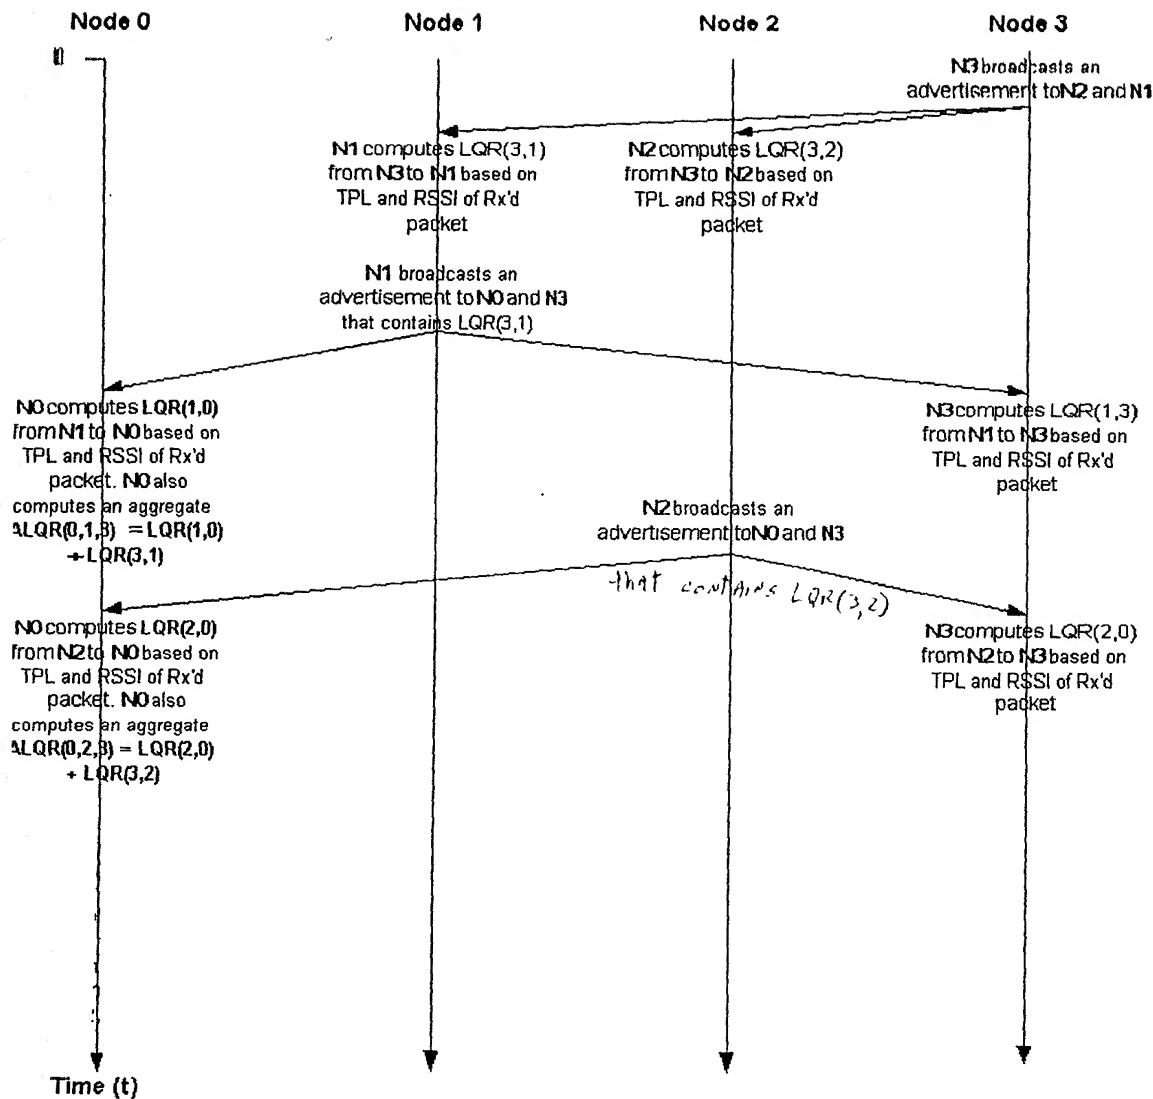 Node 0
Node 1
Node 2
Node 3
0
N3 broadcasts an
advertisement to N2 and N1
N1 computes LQR(3,1)
from N3 to N1 based on
TPL and RSSI of Rx'd
packet
N2 computes LQR(3,2)
from N3 to N2 based on
TPL and RSSI of Rx'd
packet
N1 broadcasts an
advertisement to N0 and N3
that contains LQR(3,1)
N0 computes LQR(1,0)
from N1 to N0 based on
TPL and RSSI of Rx'd
packet. N0 also
computes an aggregate
ALQR(0,1,3) = LQR(1,0)
+ LQR(3,1)
N3 computes LQR(1,3)
from N1 to N3 based on
TPL and RSSI of Rx'd
packet
N2 broadcasts an
advertisement to N0 and N3
that contains LQR(3,2)
N0 computes LQR(2,0)
from N2 to N0 based on
TPL and RSSI of Rx'd
packet. N0 also
computes an aggregate
ALQR(0,2,3) = LQR(2,0)
+ LQR(3,2)
N3 computes LQR(2,0)
from N2 to N3 based on
TPL and RSSI of Rx'd
packet
Time (t)